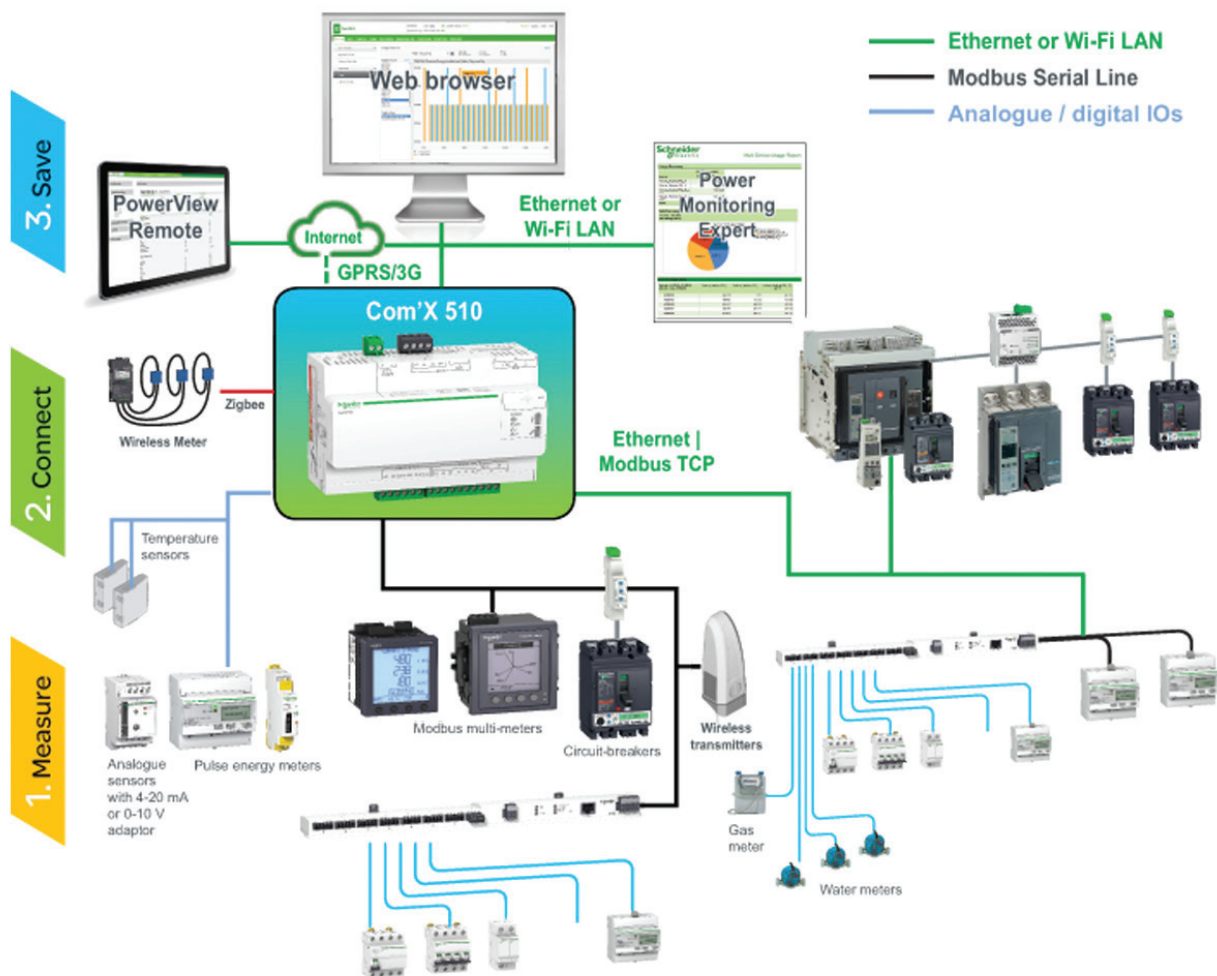 Web browser
Ethernet or Wi-Fi LAN
Modbus Serial Line
Analogue / digital IOs
3. Save
PowerView
Remote
Internet
GPRS/3G
Ethernet or
Wi-Fi LAN
Schneider
Electric
Power
Monitoring
Expert
2. Connect
Com'X 510
Wireless Meter
Zigbee
Ethernet |
Modbus TCP
Temperature
sensors
1. Measure
Analogue
sensors
with 4-20 mA
or 0-10 V
adaptor
Pulse energy meters
Modbus multi-meters
Circuit-breakers
Wireless
transmitters
Gas
meter
Water meters